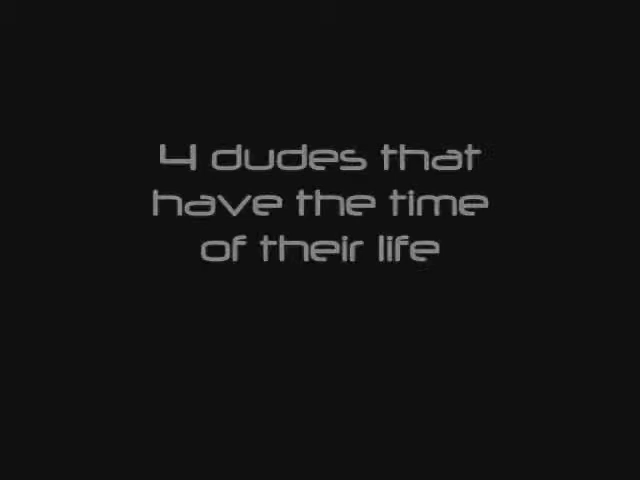 4 dudes that
have the time
of their life